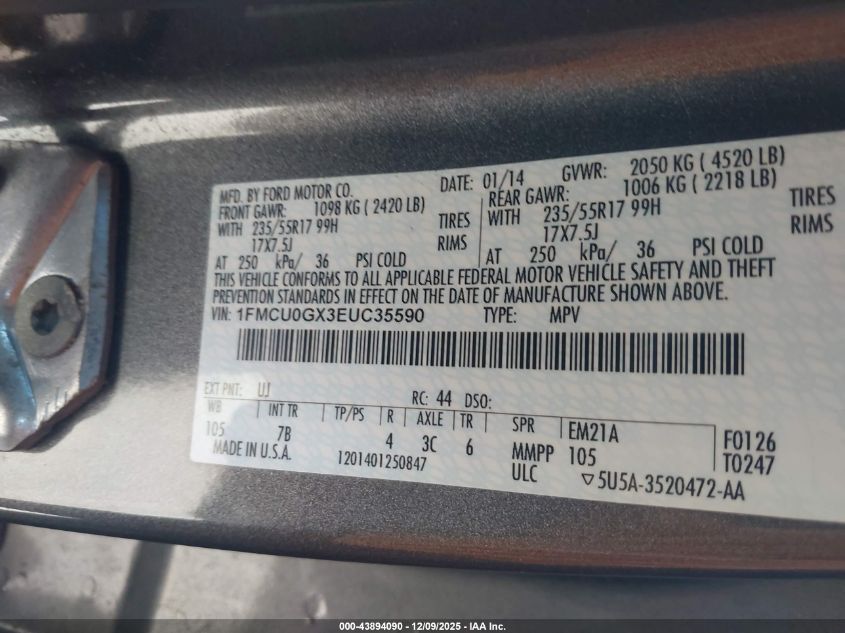 MFD. BY FORD MOTOR CO. DATE: 01/14 GVWR: 2050 KG ( 4520 LB)
FRONT GAWR: 1098 KG ( 2420 LB) REAR GAWR: 1006 KG ( 2218 LB)
WITH 235/55R17 99H TIRES WITH 235/55R17 99H TIRES
17X7.5J RIMS 17X7.5J RIMS
AT 250 kPa/ 36 PSI COLD AT 250 kPa/ 36 PSI COLD
THIS VEHICLE CONFORMS TO ALL APPLICABLE FEDERAL MOTOR VEHICLE SAFETY AND THEFT
PREVENTION STANDARDS IN EFFECT ON THE DATE OF MANUFACTURE SHOWN ABOVE.
VIN: 1FMCU0GX3EUC35590 TYPE: MPV
EXT PNT: UJ RC: 44 DSO:
WB INT TR TP/PS R AXLE TR SPR EM21A F0126
105 7B 4 3C 6 MMPP 105 T0247
MADE IN U.S.A. 1201401250847 ULC ▽5U5A-3520472-AA
000-43894090 - 12/09/2025 - IAA Inc.